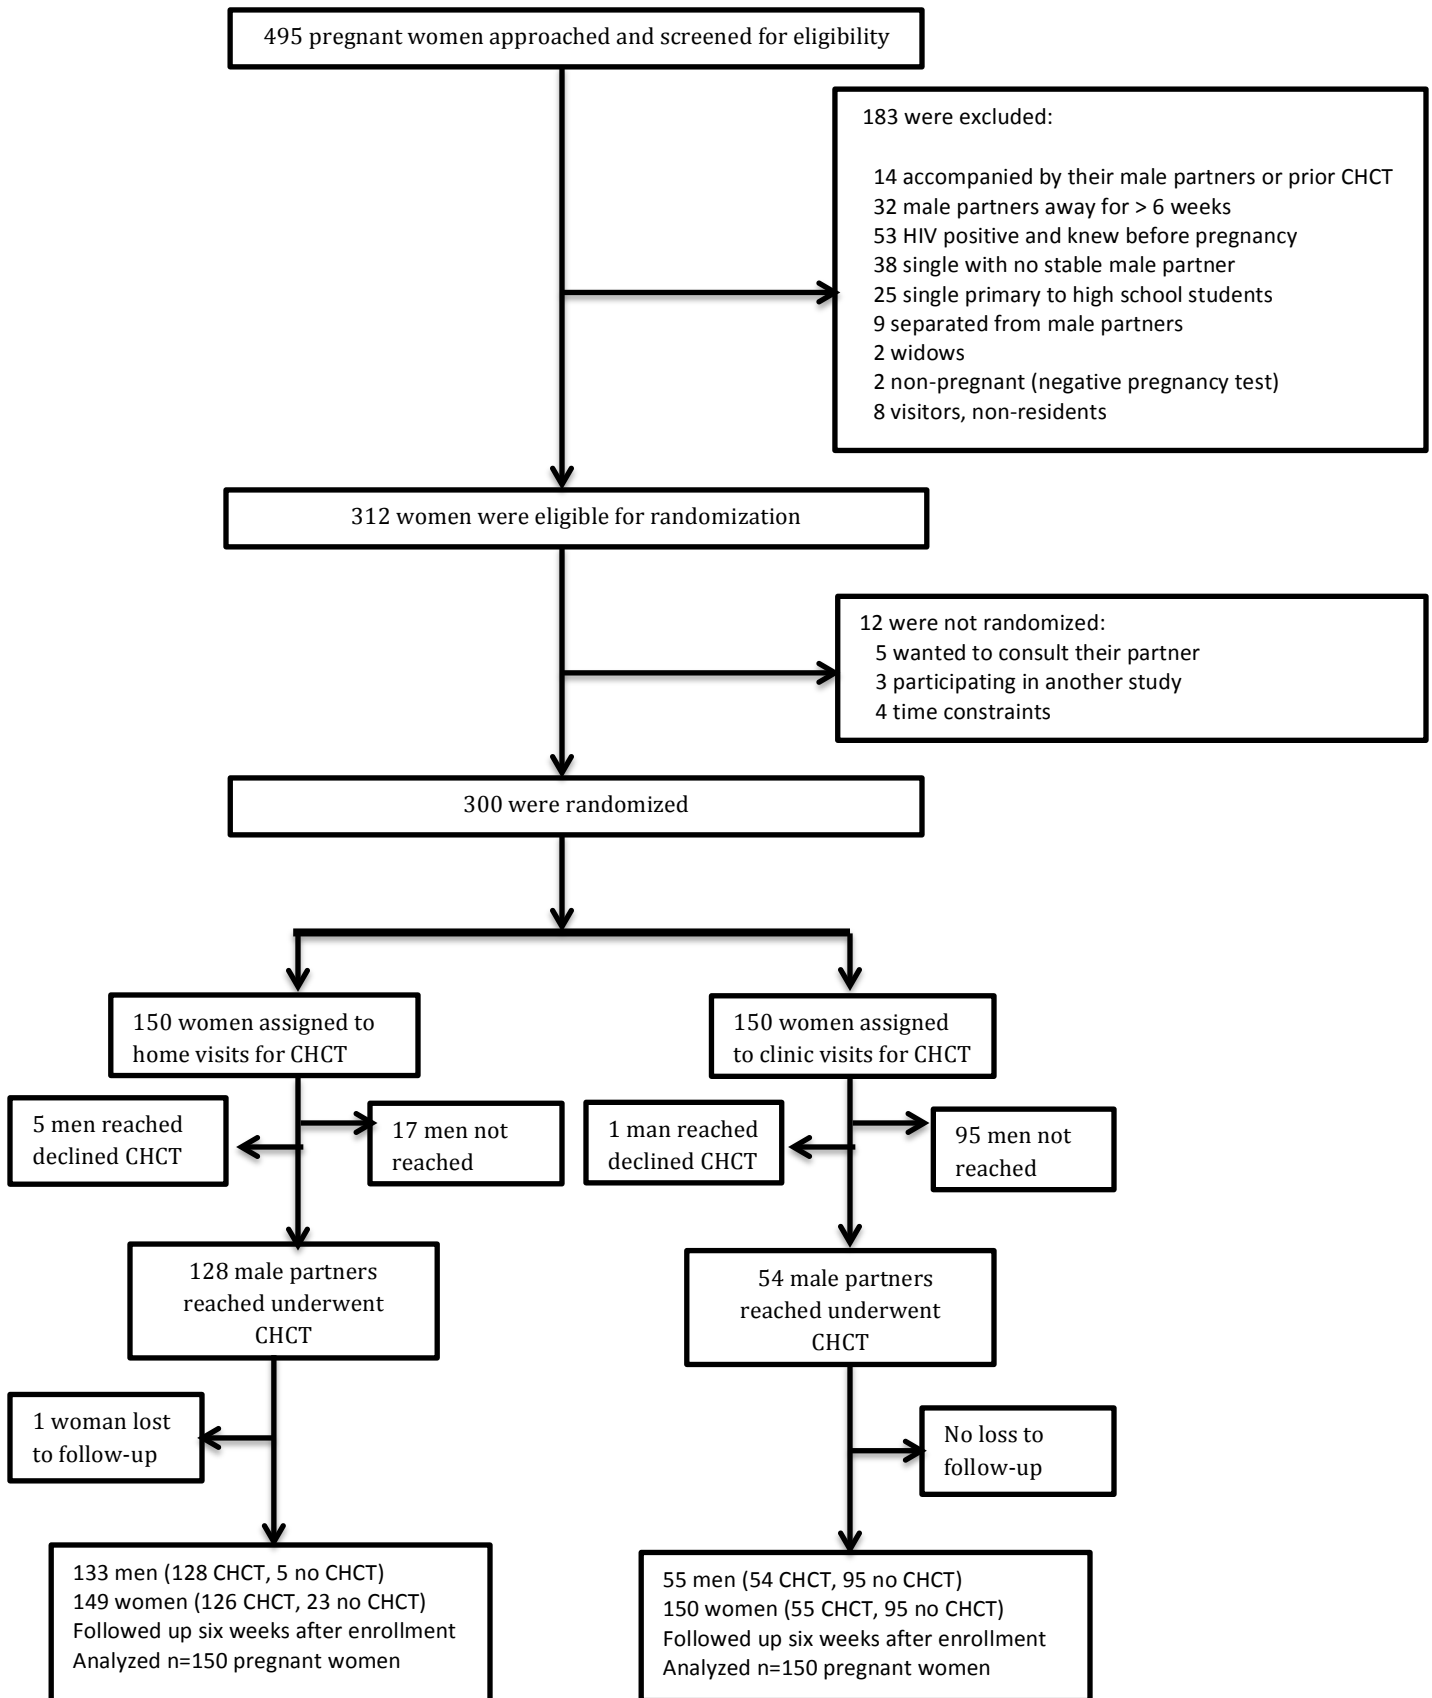 495 pregnant women approached and screened for eligibility
183 were excluded:
14 accompanied by their male partners or prior CHCT
32 male partners away for > 6 weeks
53 HIV positive and knew before pregnancy
38 single with no stable male partner
25 single primary to high school students
9 separated from male partners
2 widows
2 non-pregnant (negative pregnancy test)
8 visitors, non-residents
312 women were eligible for randomization
12 were not randomized:
5 wanted to consult their partner
3 participating in another study
4 time constraints
300 were randomized
150 women assigned to
home visits for CHCT
150 women assigned
to clinic visits for CHCT
5 men reached
declined CHCT
17 men not
reached
1 man reached
declined CHCT
95 men not
reached
128 male partners
reached underwent
CHCT
54 male partners
reached underwent
CHCT
1 woman lost
to follow-up
No loss to
follow-up
133 men (128 CHCT, 5 no CHCT)
149 women (126 CHCT, 23 no CHCT)
Followed up six weeks after enrollment
Analyzed n=150 pregnant women
55 men (54 CHCT, 95 no CHCT)
150 women (55 CHCT, 95 no CHCT)
Followed up six weeks after enrollment
Analyzed n=150 pregnant women